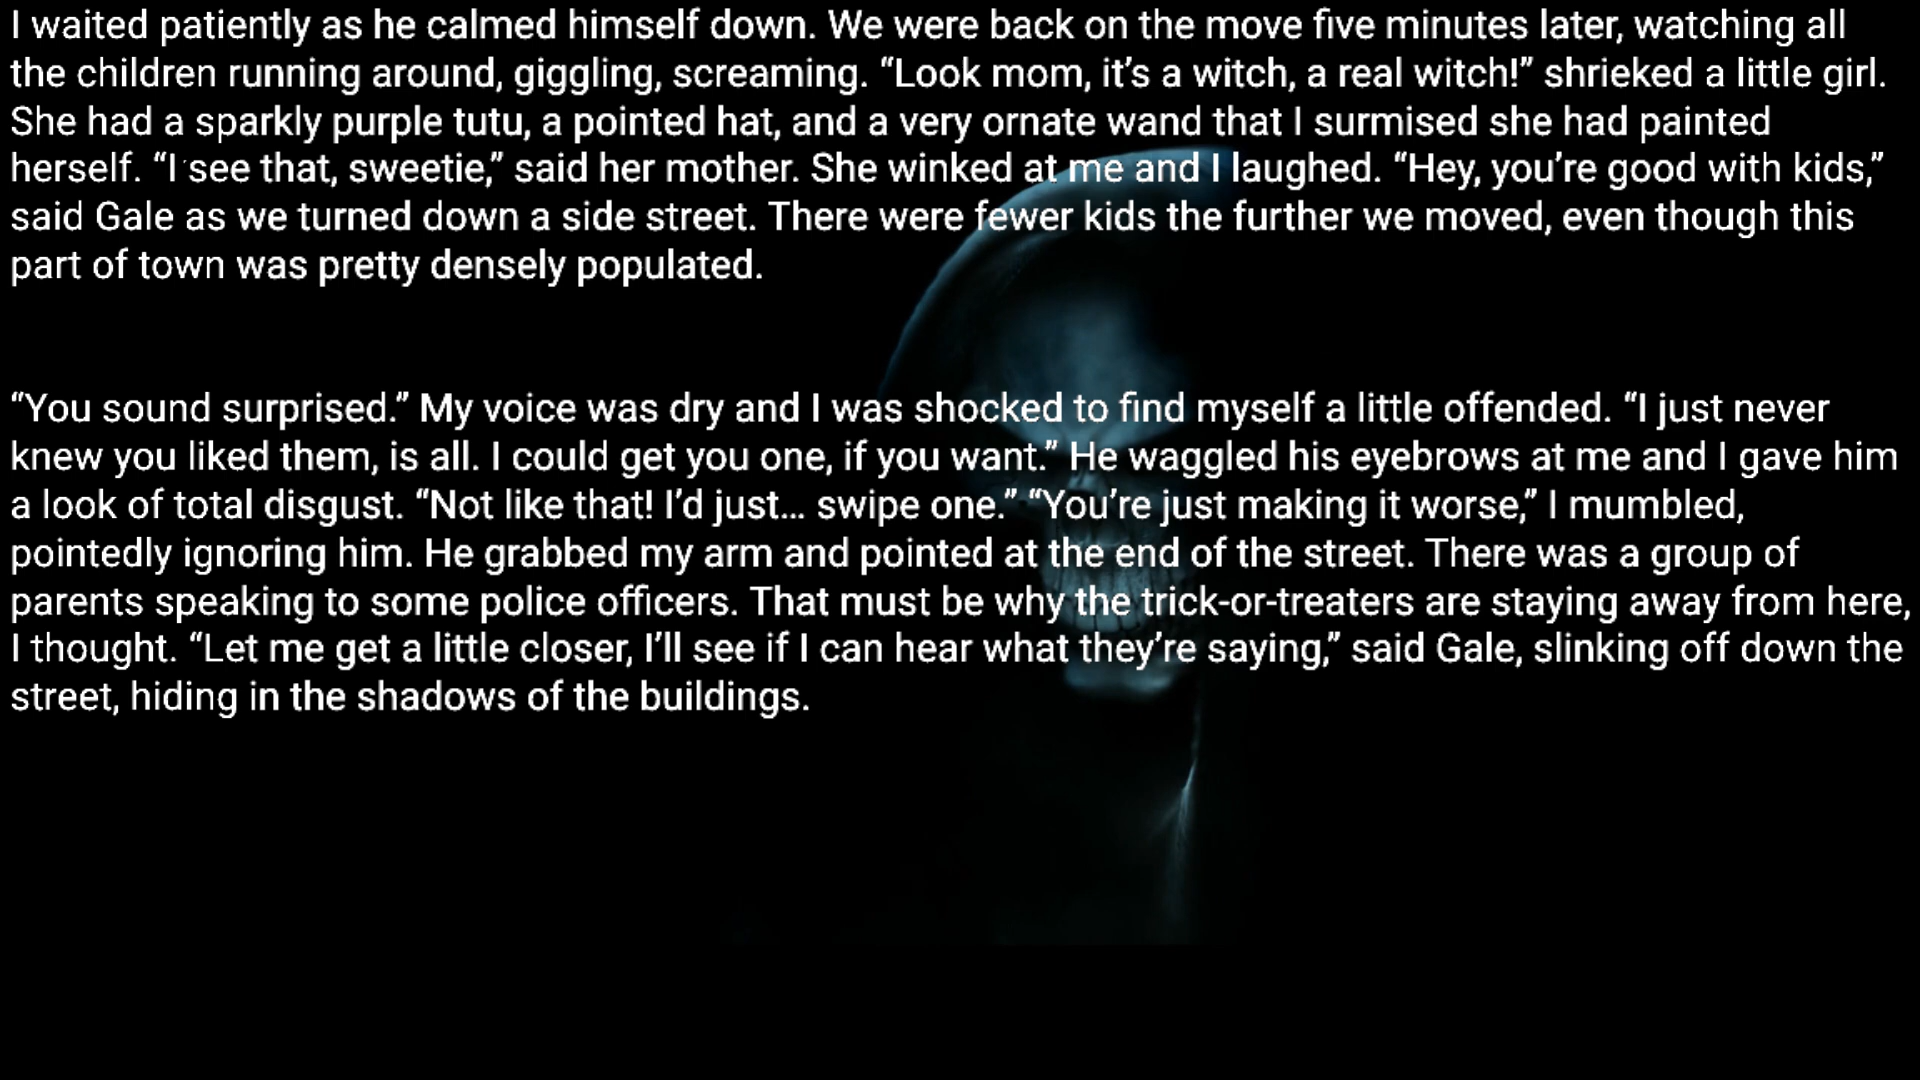 I waited patiently as he calmed himself down. We were back on the move five minutes later, watching all
the children running around, giggling, screaming. “Look mom, it’s a witch, a real witch!” shrieked a little girl.
She had a sparkly purple tutu, a pointed hat, and a very ornate wand that I surmised she had painted
herself. “I see that, sweetie,” said her mother. She winked at me and I laughed. “Hey, you’re good with kids,”
said Gale as we turned down a side street. There were fewer kids the further we moved, even though this
part of town was pretty densely populated.
“You sound surprised.” My voice was dry and I was shocked to find myself a little offended. “I just never
knew you liked them, is all. I could get you one, if you want.” He waggled his eyebrows at me and I gave him
a look of total disgust. “Not like that! I’d just… swipe one.” “You’re just making it worse,” I mumbled,
pointedly ignoring him. He grabbed my arm and pointed at the end of the street. There was a group of
parents speaking to some police officers. That must be why the trick-or-treaters are staying away from here,
I thought. “Let me get a little closer, I’ll see if I can hear what they’re saying,” said Gale, slinking off down the
street, hiding in the shadows of the buildings.